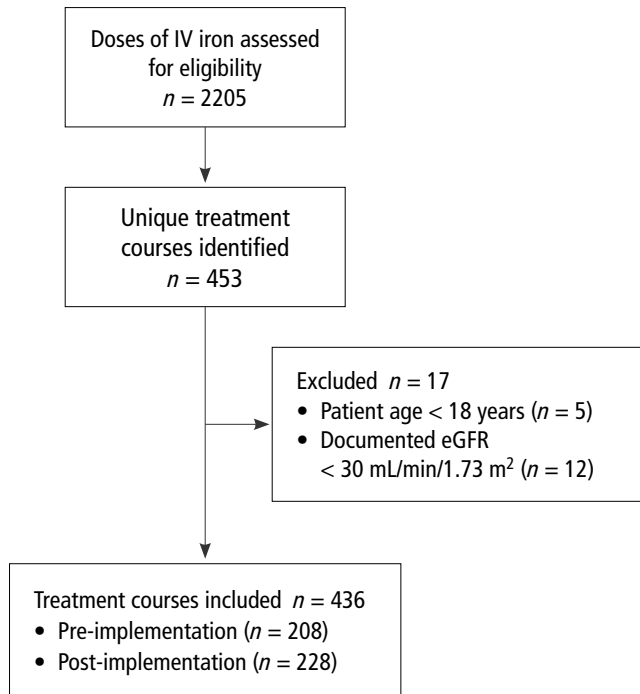 Doses of IV iron assessed
for eligibility
n = 2205
Unique treatment
courses identified
n = 453
Excluded n = 17
• Patient age < 18 years (n = 5)
• Documented eGFR
< 30 mL/min/1.73 m² (n = 12)
Treatment courses included n = 436
• Pre-implementation (n = 208)
• Post-implementation (n = 228)